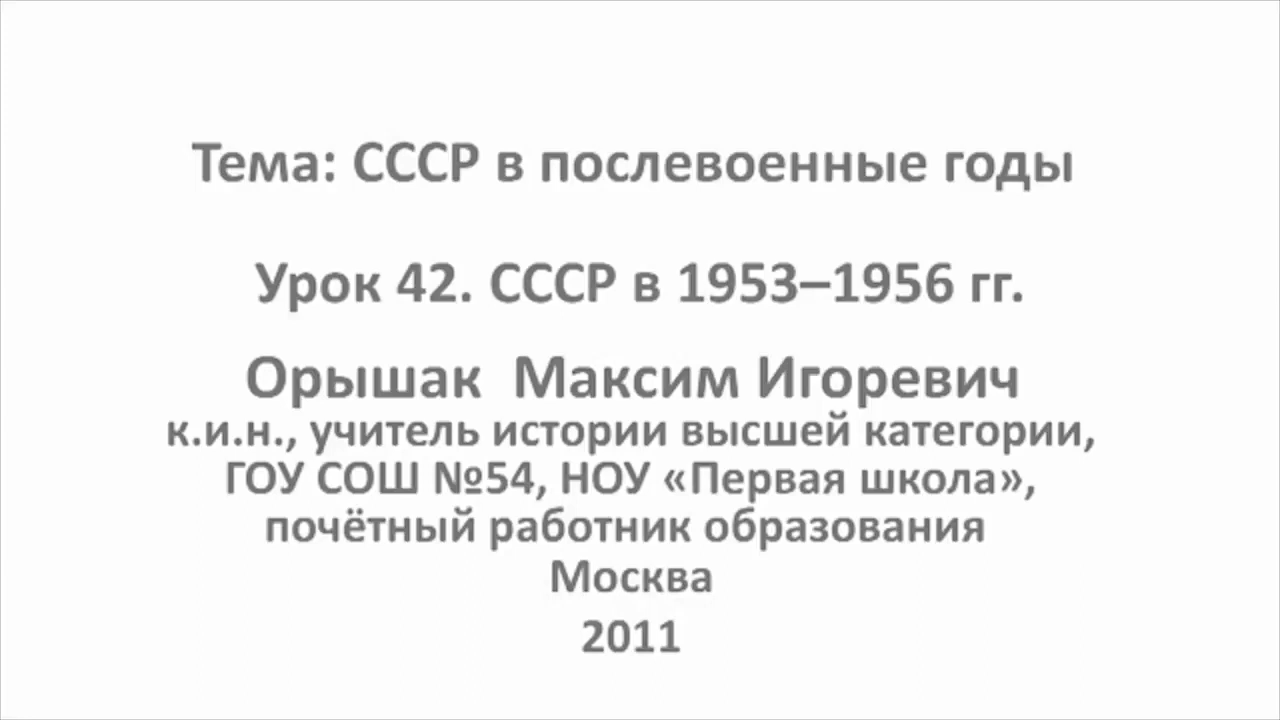 Тема: СССР в послевоенные годы
Урок 42. СССР в 1953–1956 гг.
Орышак Максим Игоревич
к.и.н., учитель истории высшей категории,
ГОУ СОШ №54, НОУ «Первая школа»,
почётный работник образования
Москва
2011